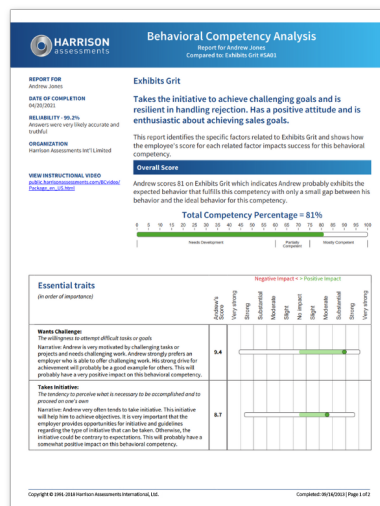 HARRISON
assessments
Behavioral Competency Analysis
Report for Andrew Jones
Compared to: Exhibits Grit #SA01
REPORT FOR
Andrew Jones
DATE OF COMPLETION
04/20/2021
RELIABILITY - 99.2%
Answers were very likely accurate and
truthful
ORGANIZATION
Harrison Assessments Int'l Limited
VIEW INSTRUCTIONAL VIDEO
public.harrisonassessments.com/BCvideo/
Package_en_US.html
Exhibits Grit
Takes the initiative to achieve challenging goals and is
resilient in handling rejection. Has a positive attitude and is
enthusiastic about achieving sales goals.
This report identifies the specific factors related to Exhibits Grit and shows how
the employee's score for each related factor impacts success for this behavioral
competency.
Overall Score
Andrew scores 81 on Exhibits Grit which indicates Andrew probably exhibits the
expected behavior that fulfills this competency with only a small gap between his
behavior and the ideal behavior for this competency.
Total Competency Percentage = 81%
0 5 10 15 20 25 30 35 40 45 50 55 60 65 70 75 80 85 90 95 100
Needs Development
Partially
Competent
Mostly Competent
Essential traits
(in order of importance)
Negative impact < > Positive impact
Andrew's
Score
Very strong
Strong
Substantial
Moderate
Slight
No impact
Slight
Moderate
Substantial
Strong
Very strong
Wants Challenge:
The willingness to attempt difficult tasks or goals
Narrative: Andrew is very motivated by challenging tasks or
projects and needs challenging work. Andrew strongly prefers an
employer who is able to offer challenging work. His strong drive for
achievement will probably be a good example for others. This will
probably have a very positive impact on this behavioral competency.
9.4
Takes Initiative:
The tendency to perceive what is necessary to be accomplished and to
proceed on one's own
Narrative: Andrew very often tends to take initiative. This initiative
will help him to achieve objectives. It is very important that the
employer provides opportunities for initiative and guidelines
regarding the type of initiative that can be taken. Otherwise, the
initiative could be contrary to expectations. This will probably have a
somewhat positive impact on this behavioral competency.
8.7
Copyright © 1991-2018 Harrison Assessments International, Ltd.
Completed: 09/16/2013 | Page 1 of 2